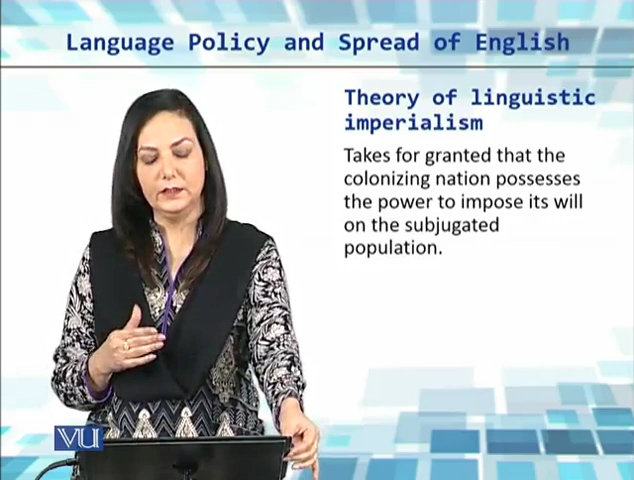 Language Policy and Spread of English
Theory of linguistic
imperialism
Takes for granted that the
colonizing nation possesses
the power to impose its will
on the subjugated
population.
VU